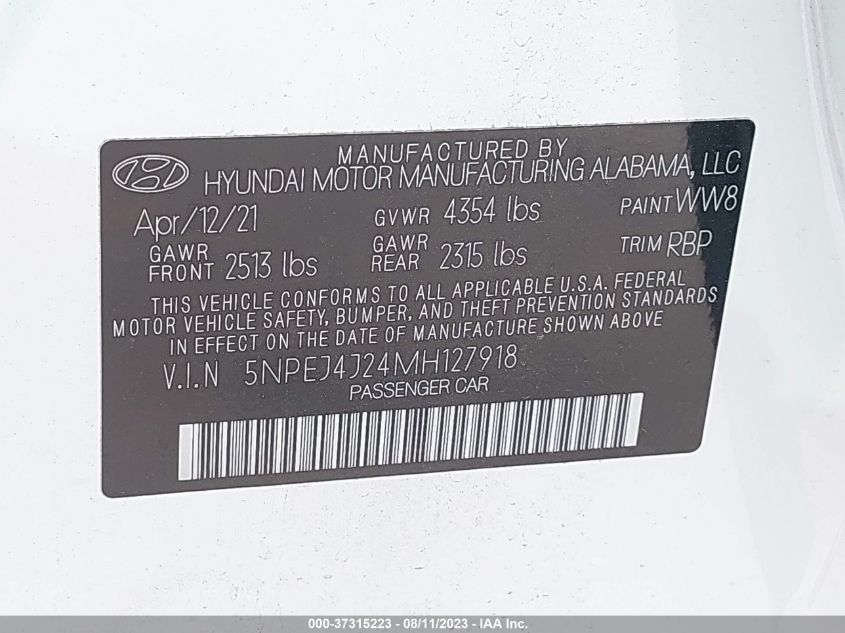 MANUFACTURED BY
HYUNDAI MOTOR MANUFACTURING ALABAMA, LLC
Apr/12/21 GVWR 4354 lbs PAINT WW8
GAWR FRONT 2513 lbs GAWR REAR 2315 lbs TRIM RBP
THIS VEHICLE CONFORMS TO ALL APPLICABLE U.S.A. FEDERAL
MOTOR VEHICLE SAFETY, BUMPER, AND THEFT PREVENTION STANDARDS
IN EFFECT ON THE DATE OF MANUFACTURE SHOWN ABOVE
V.I.N 5NPEJ4J24MH127918
PASSENGER CAR
000-37315223 - 08/11/2023 - IAA Inc.